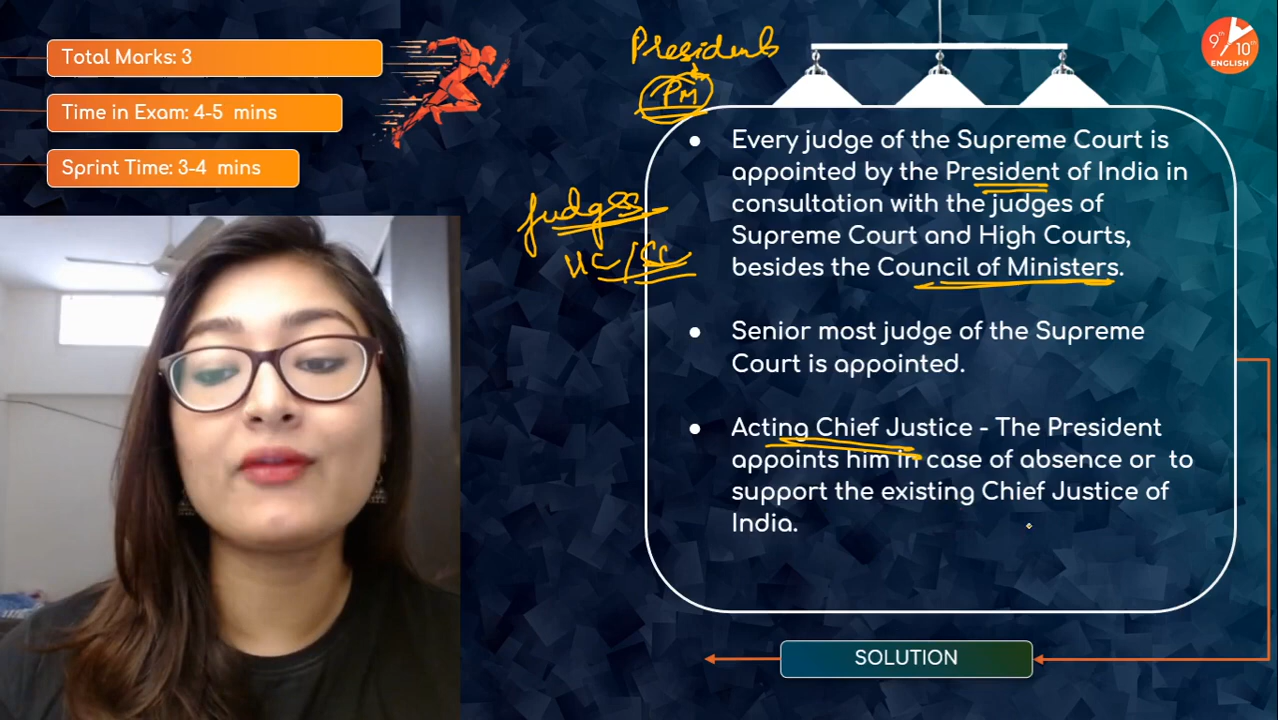 Total Marks: 3
Time in Exam: 4-5 mins
Sprint Time: 3-4 mins
Presidents
PM
judges
9th 10th
ENGLISH
• Every judge of the Supreme Court is
appointed by the President of India in
consultation with the judges of
Supreme Court and High Courts,
besides the Council of Ministers.
• Senior most judge of the Supreme
Court is appointed.
• Acting Chief Justice - The President
appoints him in case of absence or to
support the existing Chief Justice of
India.
SOLUTION